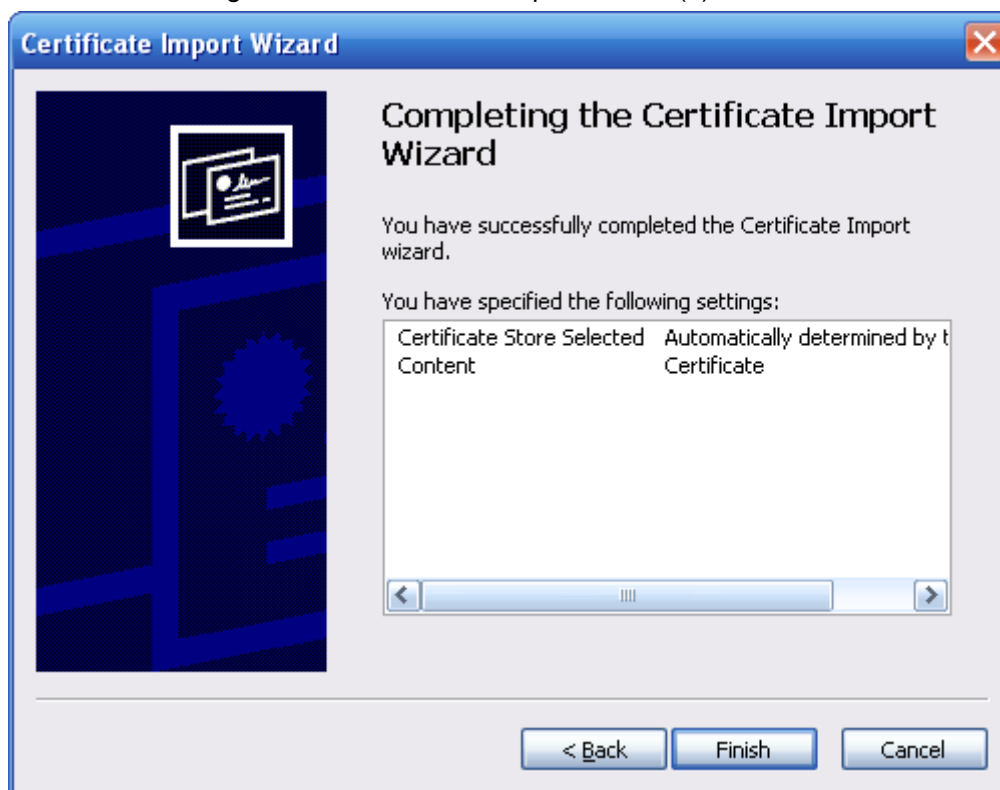 Certificate Import Wizard
Completing the Certificate Import
Wizard
You have successfully completed the Certificate Import
wizard.
You have specified the following settings:
Certificate Store Selected Automatically determined by t
Content Certificate
< Back Finish Cancel